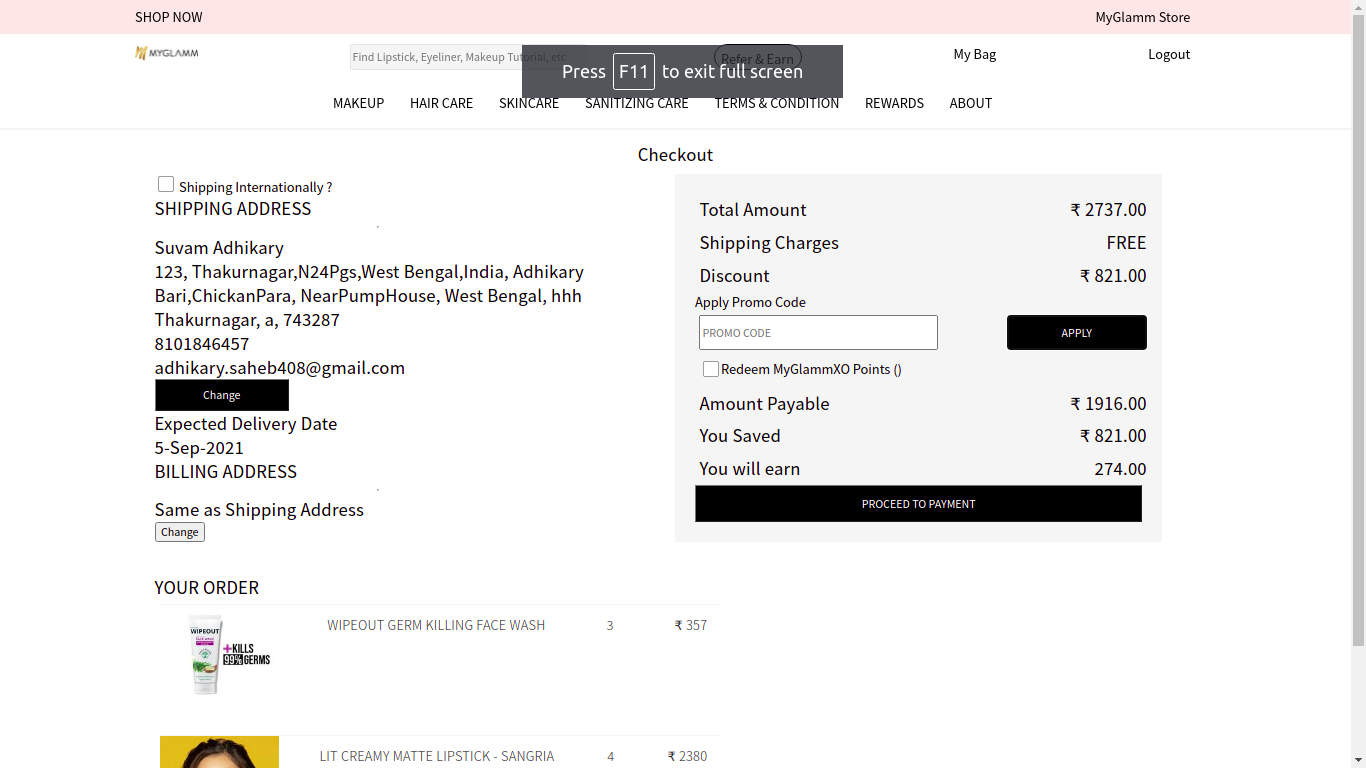 SHOP NOW
MyGlamm Store
MYGLAMM
Find Lipstick, Eyeliner, Makeup Tutorial, etc
Refer & Earn
My Bag
Logout
Press F11 to exit full screen
MAKEUP HAIR CARE SKINCARE SANITIZING CARE TERMS & CONDITION REWARDS ABOUT
Checkout
Shipping Internationally ?
SHIPPING ADDRESS
Suvam Adhikary
123, Thakurnagar,N24Pgs,West Bengal,India, Adhikary
Bari,ChickanPara, NearPumpHouse, West Bengal, hhh
Thakurnagar, a, 743287
8101846457
adhikary.saheb408@gmail.com
Change
Expected Delivery Date
5-Sep-2021
BILLING ADDRESS
Same as Shipping Address
Change
Total Amount ₹ 2737.00
Shipping Charges FREE
Discount ₹ 821.00
Apply Promo Code
PROMO CODE
APPLY
Redeem MyGlammXO Points ()
Amount Payable ₹ 1916.00
You Saved ₹ 821.00
You will earn 274.00
PROCEED TO PAYMENT
YOUR ORDER
WIPEOUT
+KILLS
99% GERMS
WIPEOUT GERM KILLING FACE WASH 3 ₹ 357
LIT CREAMY MATTE LIPSTICK - SANGRIA 4 ₹ 2380